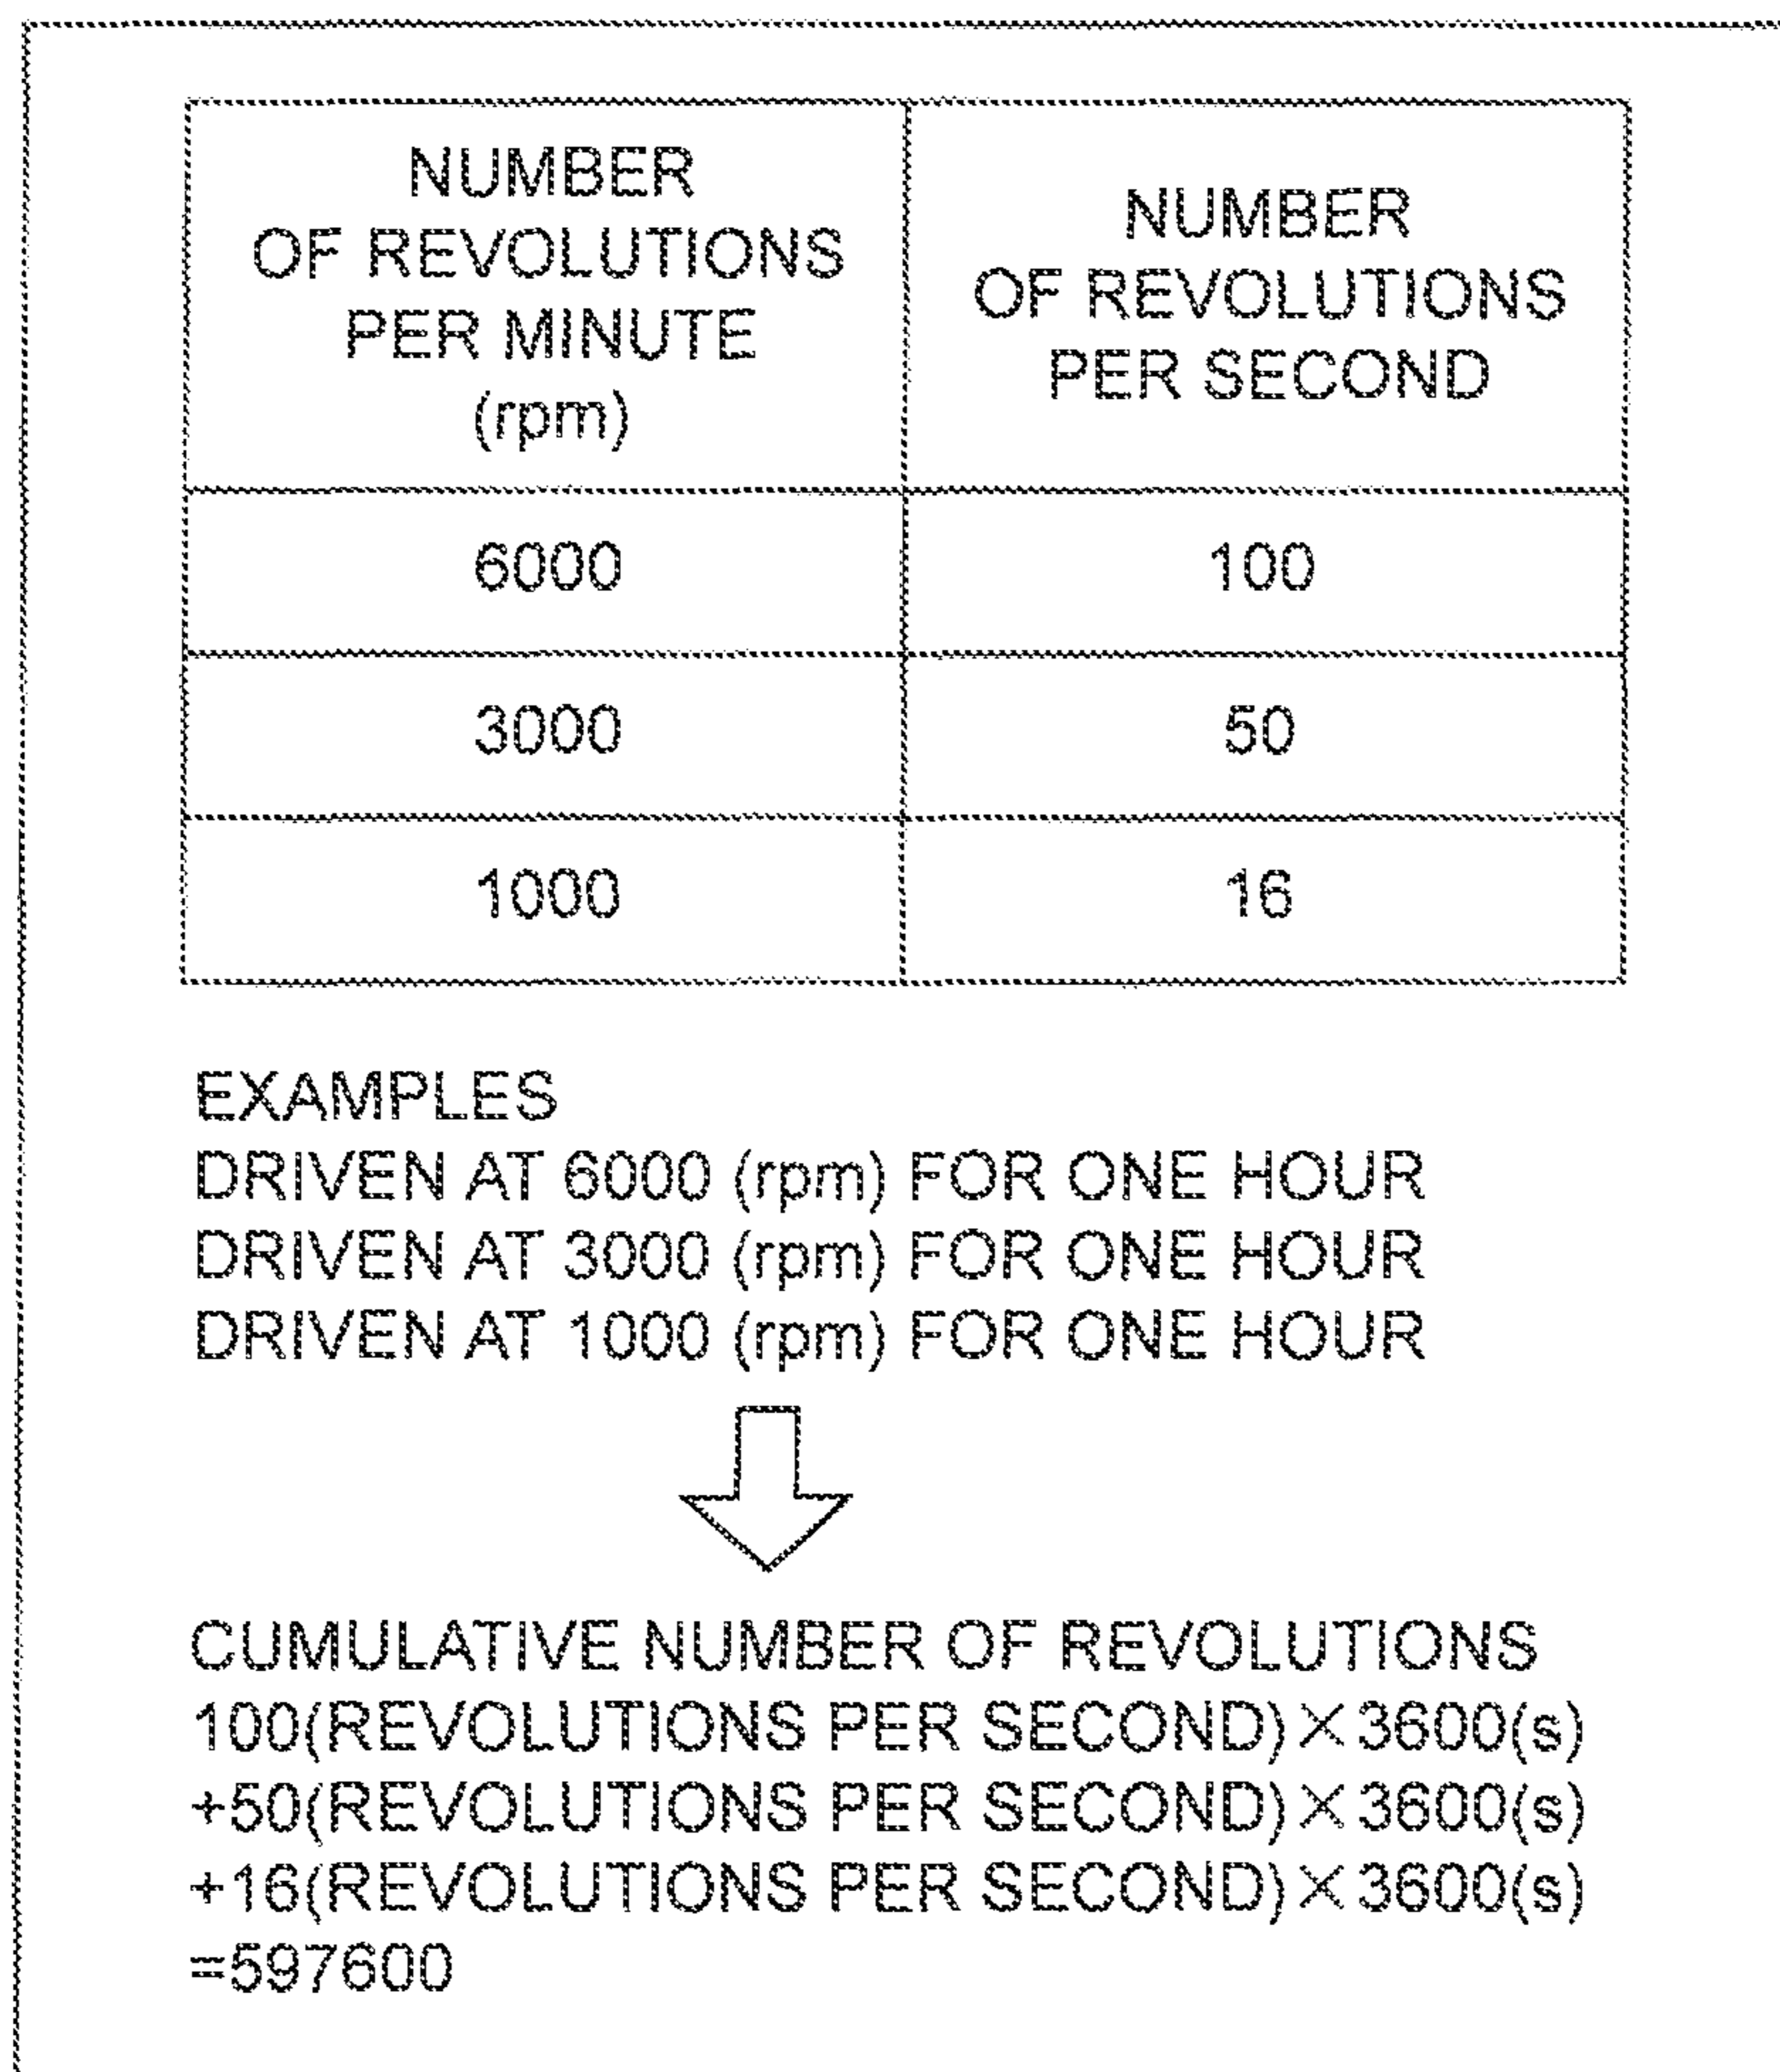 NUMBER
OF REVOLUTIONS
PER MINUTE
(rpm)
NUMBER
OF REVOLUTIONS
PER SECOND
6000
100
3000
50
1000
16
EXAMPLES
DRIVEN AT 6000 (rpm) FOR ONE HOUR
DRIVEN AT 3000 (rpm) FOR ONE HOUR
DRIVEN AT 1000 (rpm) FOR ONE HOUR
CUMULATIVE NUMBER OF REVOLUTIONS
100(REVOLUTIONS PER SECOND)×3600(s)
+50(REVOLUTIONS PER SECOND)×3600(s)
+16(REVOLUTIONS PER SECOND)×3600(s)
=597600